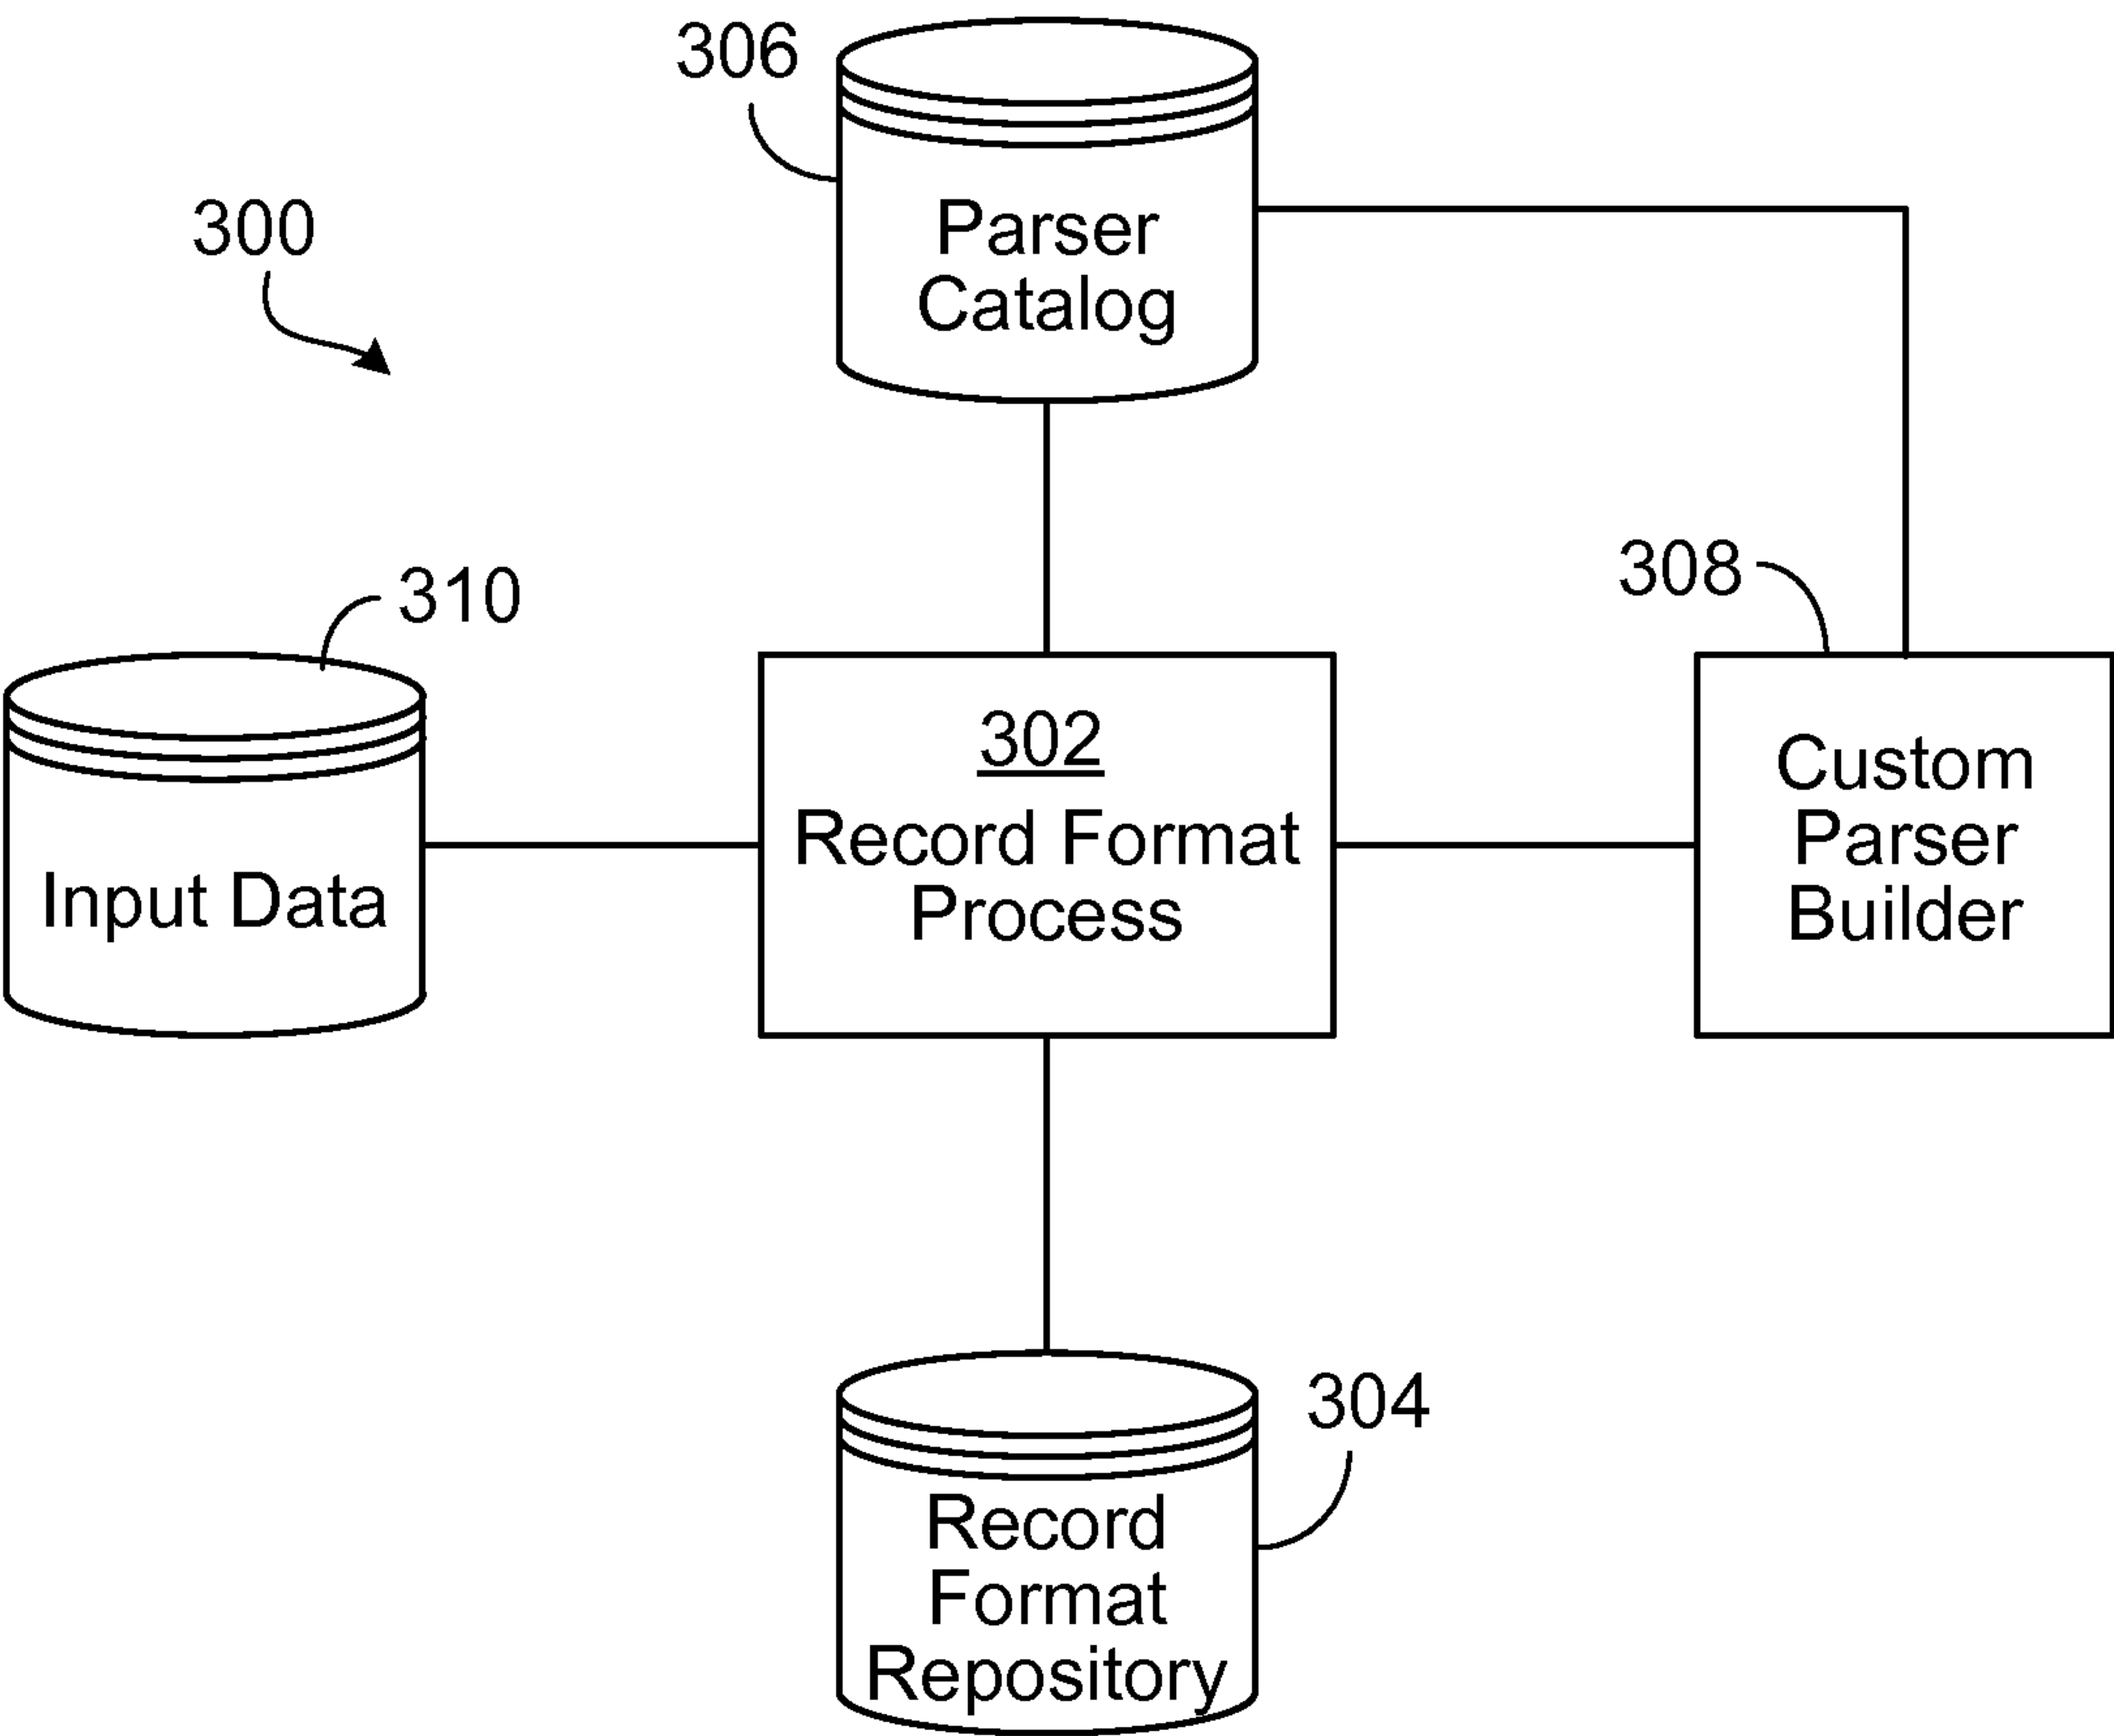 306
Parser
Catalog
300
310
308
302
Record Format
Process
Custom
Parser
Builder
Input Data
304
Record
Format
Repository